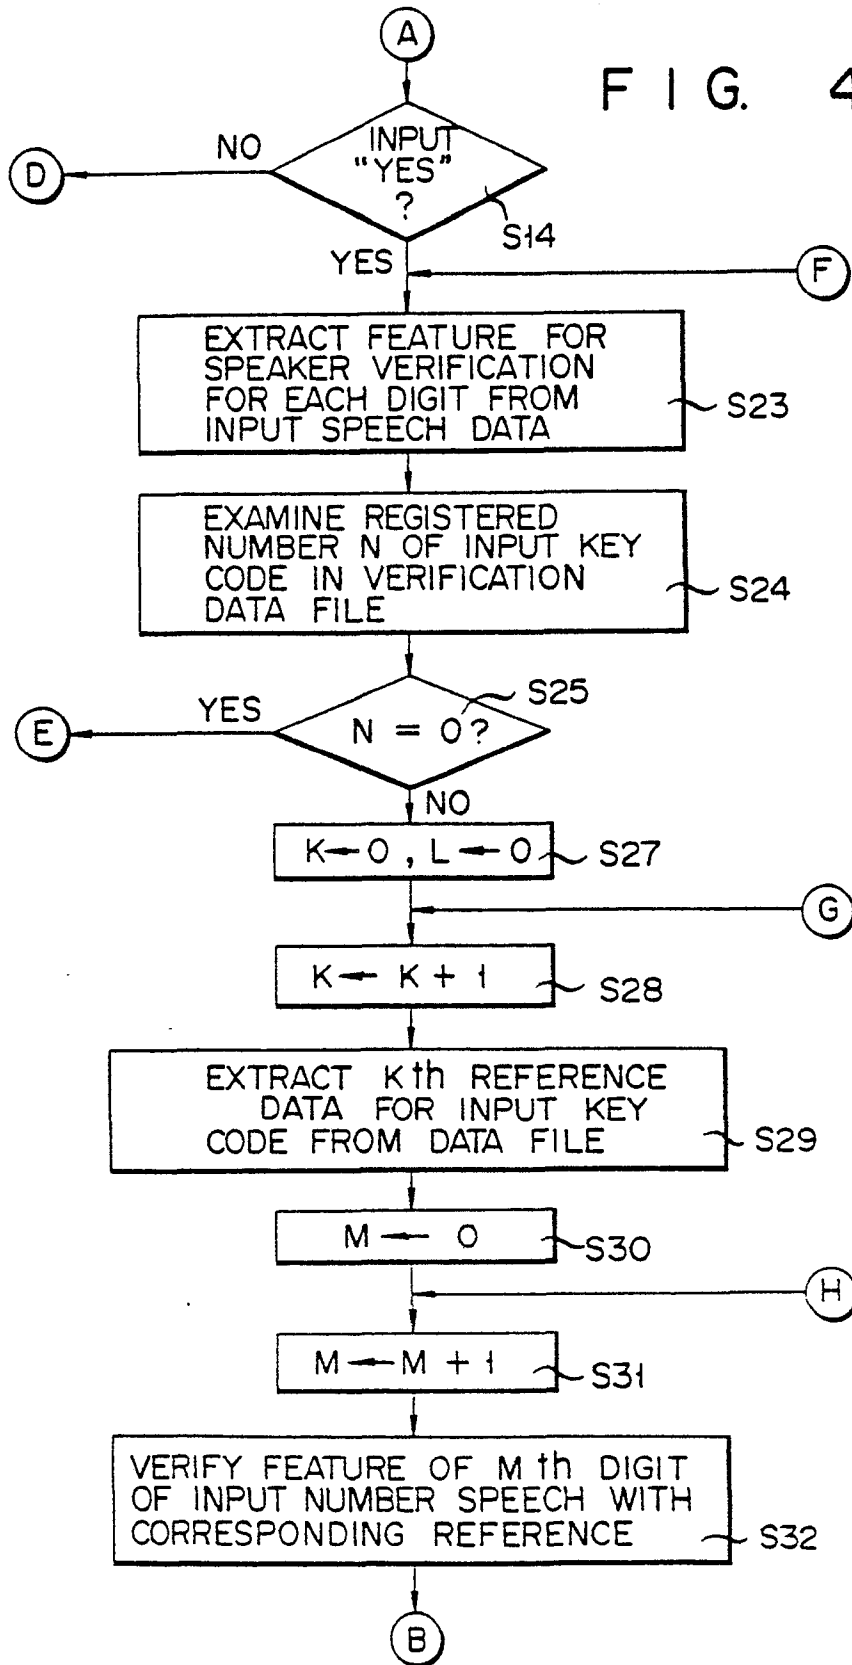 A
F I G. 4
INPUT
"YES"
?
NO
D
S14
YES
F
EXTRACT FEATURE FOR
SPEAKER VERIFICATION
FOR EACH DIGIT FROM
INPUT SPEECH DATA
S23
EXAMINE REGISTERED
NUMBER N OF INPUT KEY
CODE IN VERIFICATION
DATA FILE
S24
S25
YES
E
N = 0?
NO
K←0, L←0
S27
G
K←K+1
S28
EXTRACT Kth REFERENCE
DATA FOR INPUT KEY
CODE FROM DATA FILE
S29
M←0
S30
H
M←M+1
S31
VERIFY FEATURE OF Mth DIGIT
OF INPUT NUMBER SPEECH WITH
CORRESPONDING REFERENCE
S32
B